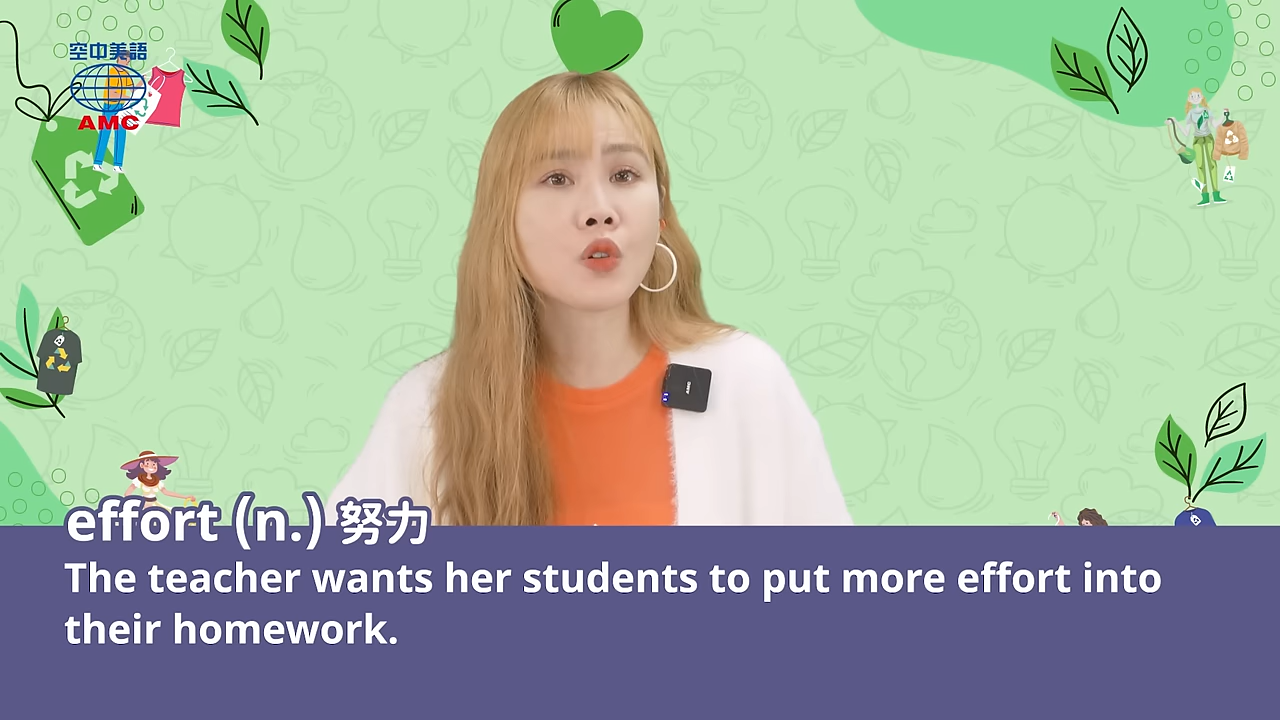 空中美語
AMC
effort (n.) 努力
The teacher wants her students to put more effort into
their homework.